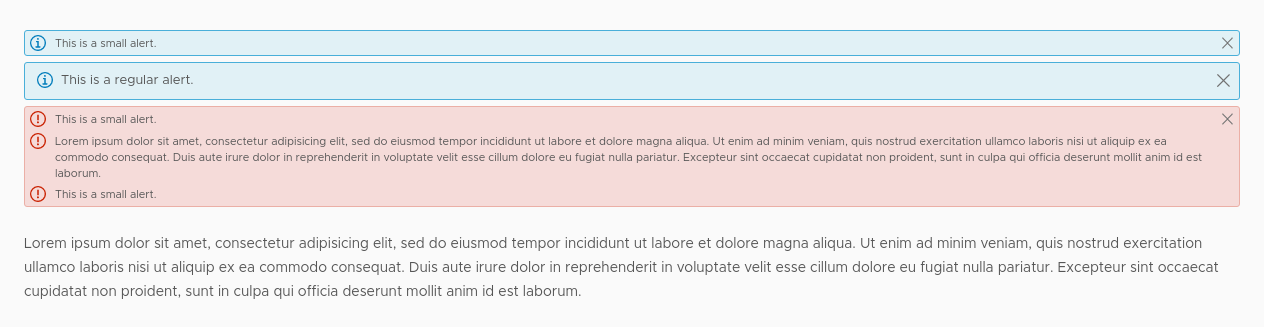 This is a small alert.
This is a regular alert.
This is a small alert.
Lorem ipsum dolor sit amet, consectetur adipisicing elit, sed do eiusmod tempor incididunt ut labore et dolore magna aliqua. Ut enim ad minim veniam, quis nostrud exercitation ullamco laboris nisi ut aliquip ex ea
commodo consequat. Duis aute irure dolor in reprehenderit in voluptate velit esse cillum dolore eu fugiat nulla pariatur. Excepteur sint occaecat cupidatat non proident, sunt in culpa qui officia deserunt mollit anim id est
laborum.
This is a small alert.
Lorem ipsum dolor sit amet, consectetur adipisicing elit, sed do eiusmod tempor incididunt ut labore et dolore magna aliqua. Ut enim ad minim veniam, quis nostrud exercitation
ullamco laboris nisi ut aliquip ex ea commodo consequat. Duis aute irure dolor in reprehenderit in voluptate velit esse cillum dolore eu fugiat nulla pariatur. Excepteur sint occaecat
cupidatat non proident, sunt in culpa qui officia deserunt mollit anim id est laborum.